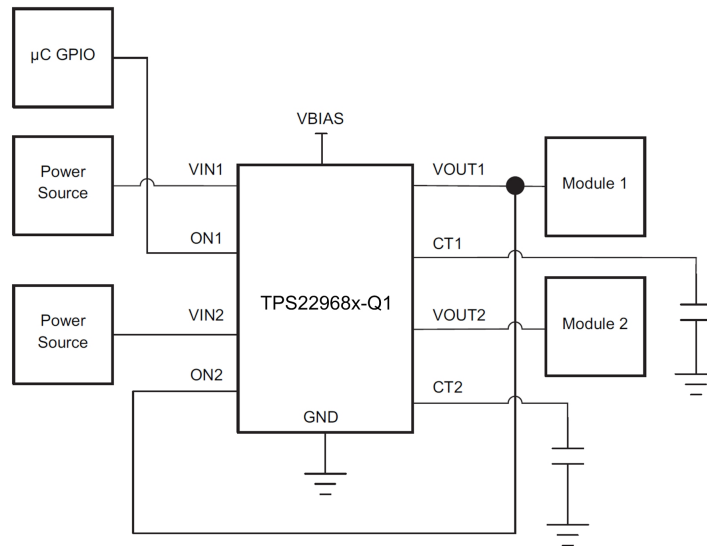 µC GPIO
VBIAS
Power
Source
VIN1
VOUT1
Module 1
ON1
CT1
TPS22968x-Q1
Power
Source
VIN2
VOUT2
Module 2
ON2
CT2
GND